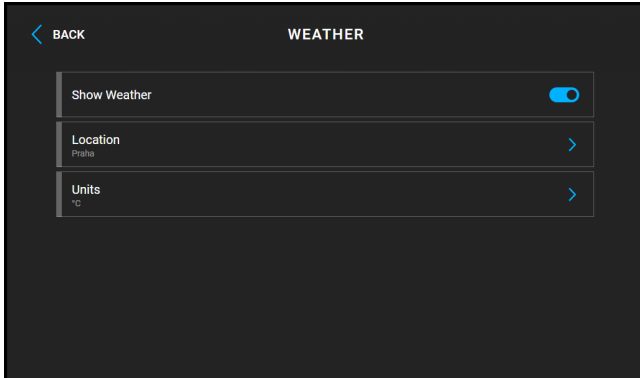 BACK
WEATHER
Show Weather
Location
Praha
Units
°C